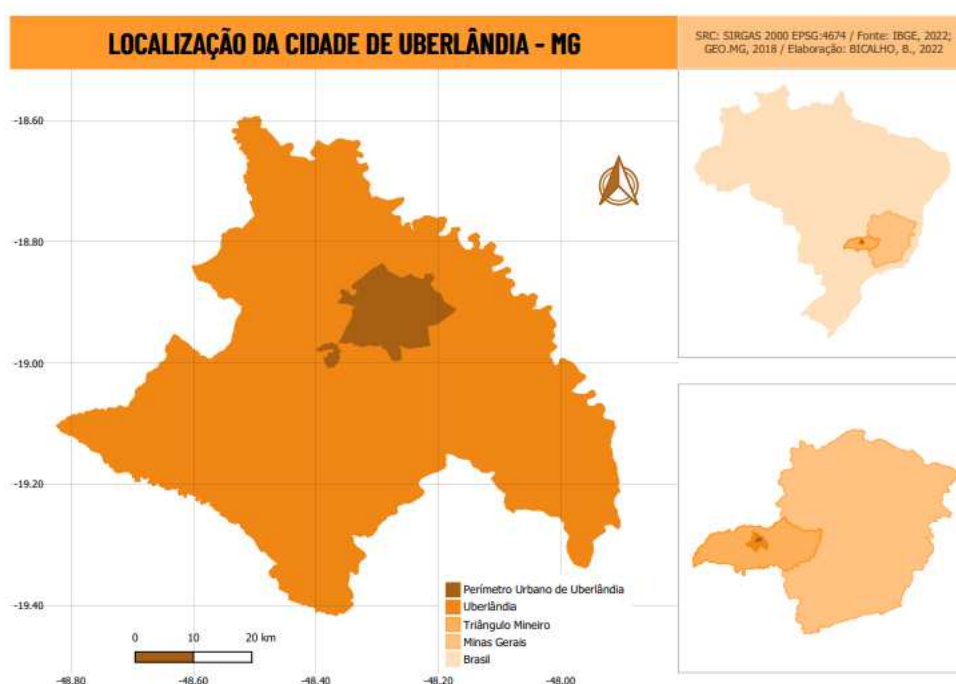 LOCALIZAÇÃO DA CIDADE DE UBERLÂNDIA - MG
SRC: SIRGAS 2000 EPSG:4674 / Fonte: IBGE, 2022;
GEO.MG, 2018 / Elaboração: BICALHO, B., 2022
-18.60
-18.80
-19.00
-19.20
-19.40
Perímetro Urbano de Uberlândia
Uberlândia
Triângulo Mineiro
Minas Gerais
Brasil
0 10 20 km
-48.80 -48.60 -48.40 -48.20 -48.00